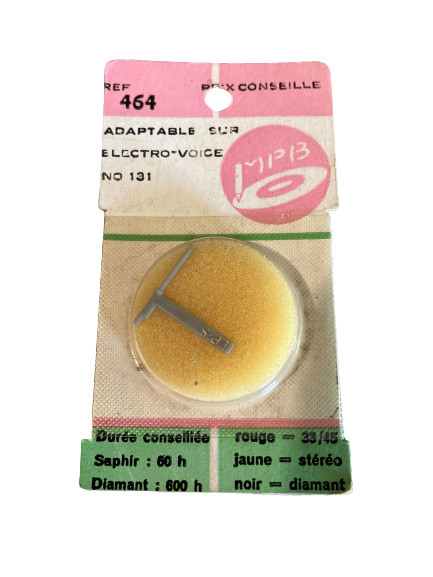 REF PRIX CONSEILLE
464
ADAPTABLE SUR
ELECTRO-VOICE
NO 131
MPB
Durée conseillée rouge = 33/45
Saphir : 60 h jaune = stéréo
Diamant : 600 h noir = diamant